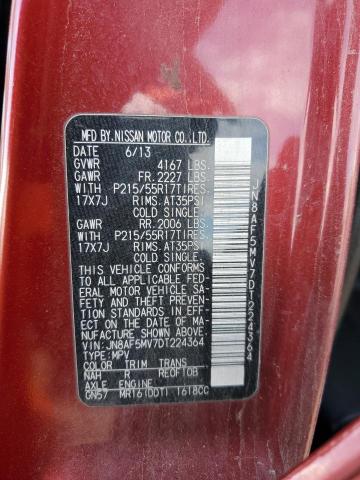 MFD BY NISSAN MOTOR CO.,LTD.
DATE 6/13
GVWR 4167 LBS.
GAWR FR. 2227 LBS.
WITH P215/55R17TIRES.
17X7J RIMS. AT35PSI
COLD SINGLE.
GAWR RR. 2006 LBS.
WITH P215/55R17TIRES.
17X7J RIMS. AT35PSI
COLD SINGLE.
THIS VEHICLE CONFORMS
TO ALL APPLICABLE FED-
ERAL MOTOR VEHICLE SA-
FETY AND THEFT PREVEN-
TION STANDARDS IN EFF-
ECT ON THE DATE OF MA-
NUFACTURE SHOWN ABOVE.
VIN:JN8AF5MV7DT224364
TYPE:MPV
COLOR TRIM TRANS
NAH R RE0F10B
AXLE ENGINE
GN57 MR16(DDT) 1618CC
JN8AF5MV7DT224364